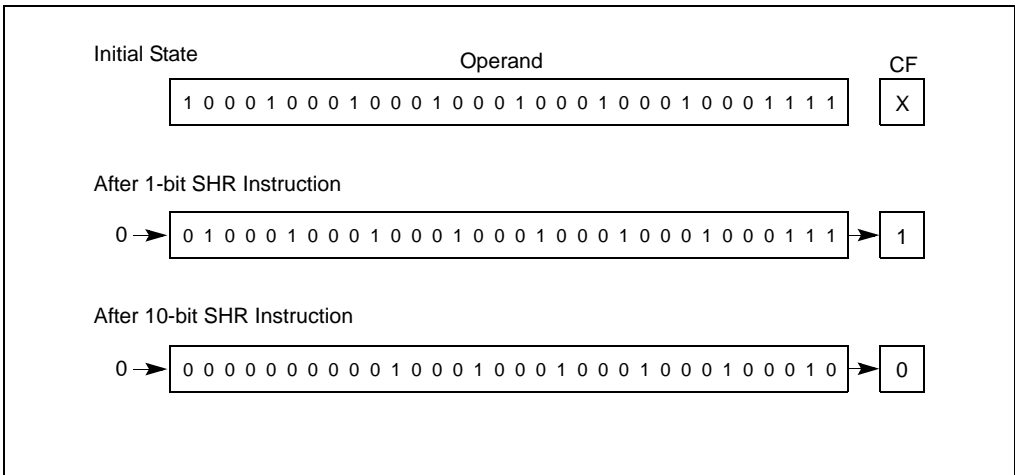 Initial State Operand CF
1 0 0 0 1 0 0 0 1 0 0 0 1 0 0 0 1 0 0 0 1 0 0 0 1 0 0 0 1 1 1 1 X
After 1-bit SHR Instruction
0 0 1 0 0 0 1 0 0 0 1 0 0 0 1 0 0 0 1 0 0 0 1 0 0 0 1 0 0 0 1 1 1 1
After 10-bit SHR Instruction
0 0 0 0 0 0 0 0 0 0 0 1 0 0 0 1 0 0 0 1 0 0 0 1 0 0 0 1 0 0 0 1 0 0